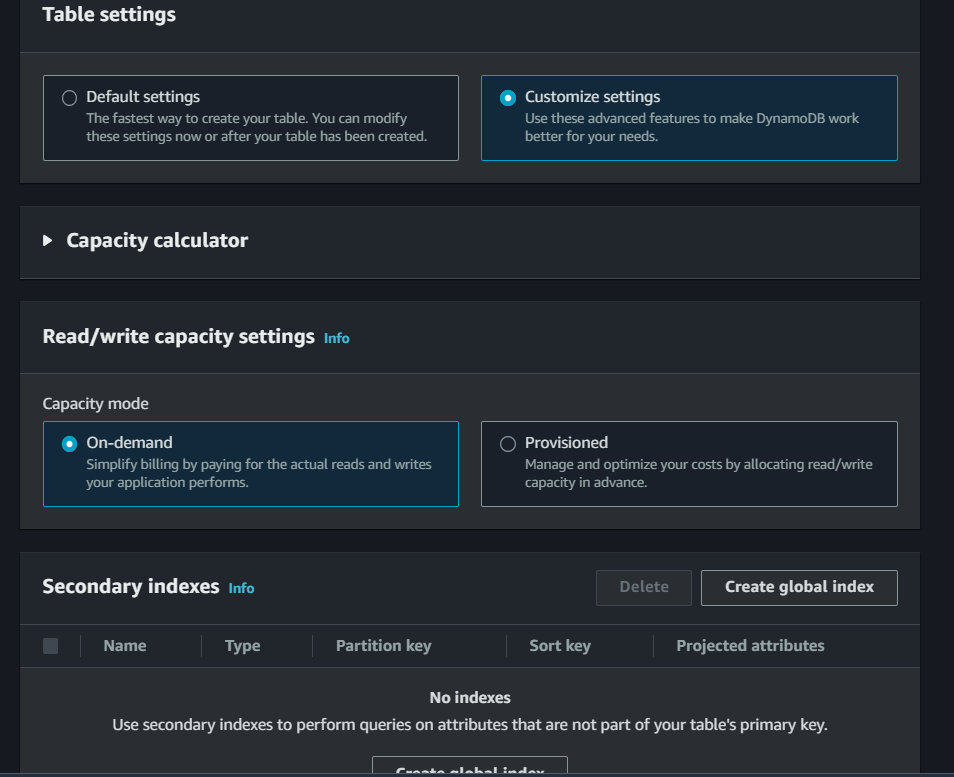 Table settings
Default settings
The fastest way to create your table. You can modify
these settings now or after your table has been created.
Customize settings
Use these advanced features to make DynamoDB work
better for your needs.
Capacity calculator
Read/write capacity settings Info
Capacity mode
On-demand
Simplify billing by paying for the actual reads and writes
your application performs.
Provisioned
Manage and optimize your costs by allocating read/write
capacity in advance.
Secondary indexes Info
Delete
Create global index
Name Type Partition key Sort key Projected attributes
No indexes
Use secondary indexes to perform queries on attributes that are not part of your table's primary key.
Create global index